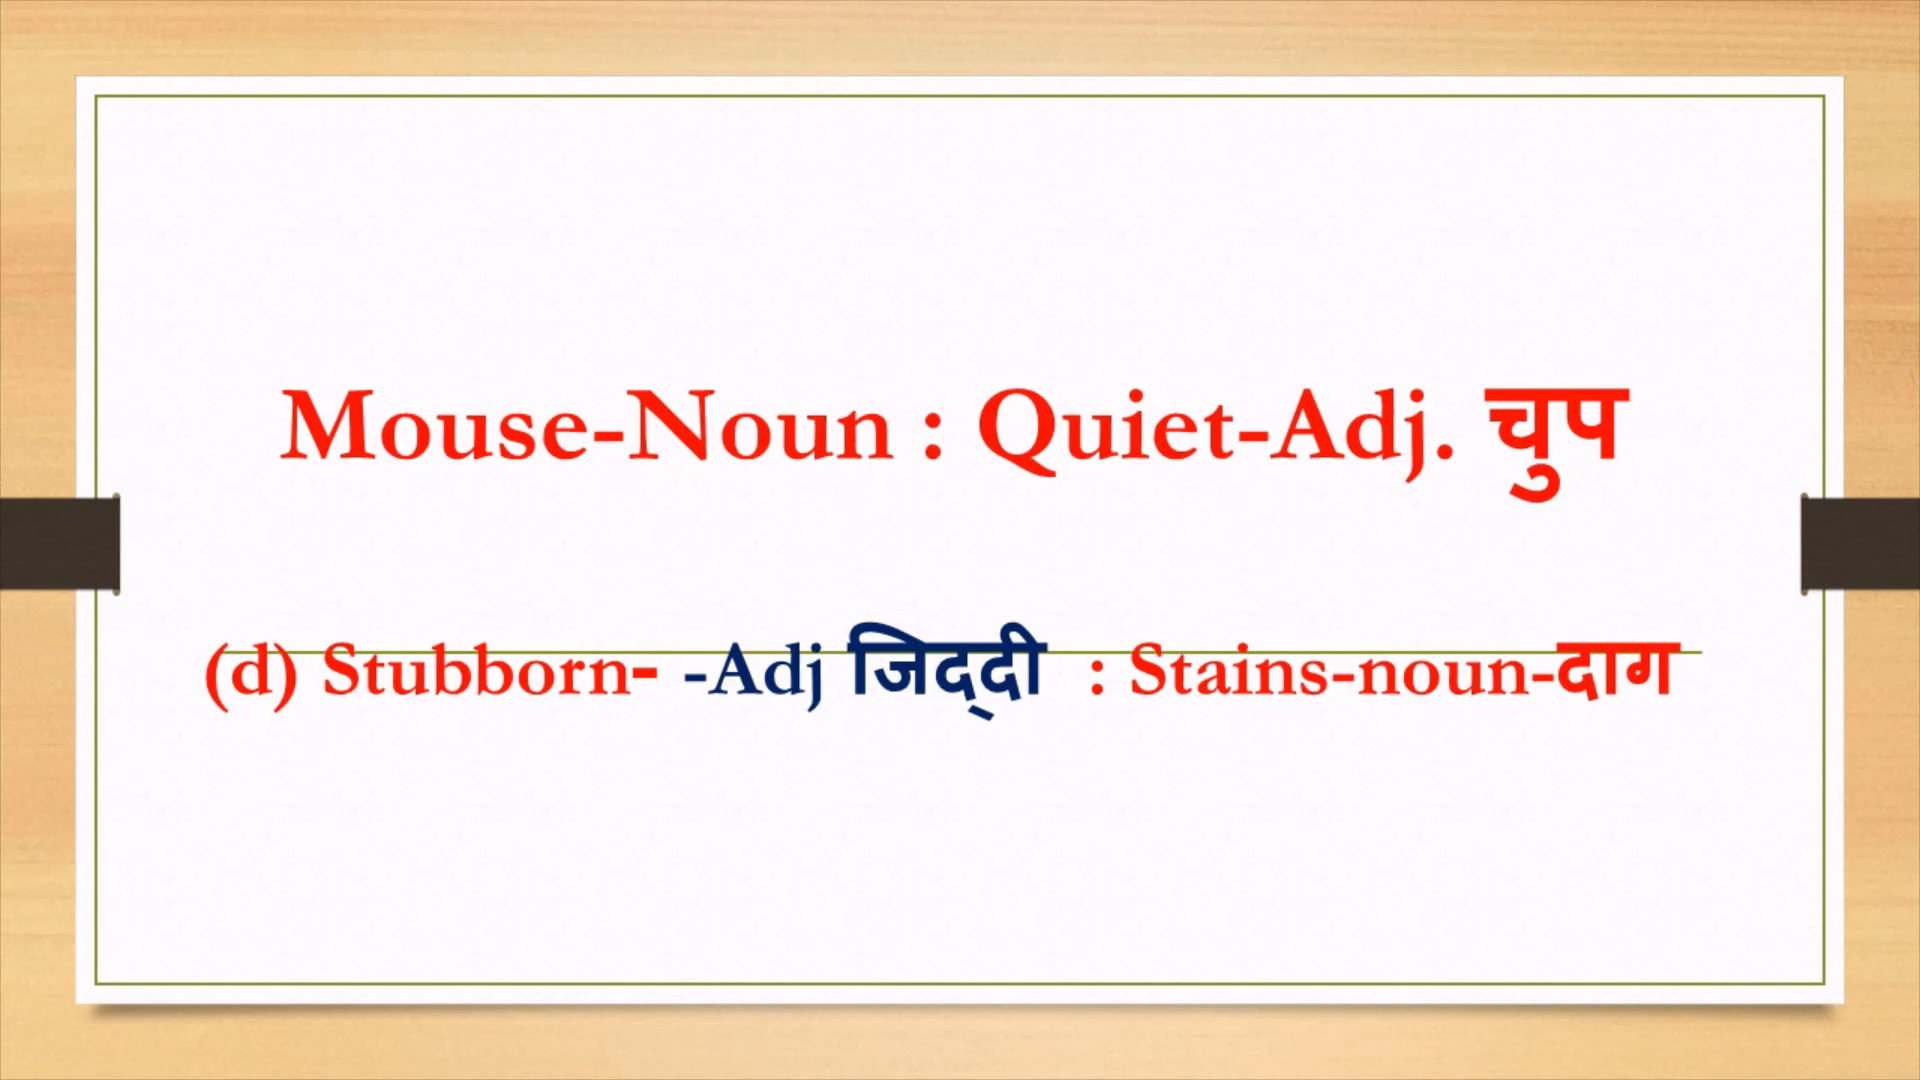 Mouse-Noun : Quiet-Adj. चुप
(d) Stubborn- -Adj जिद्‌दी : Stains-noun-दाग